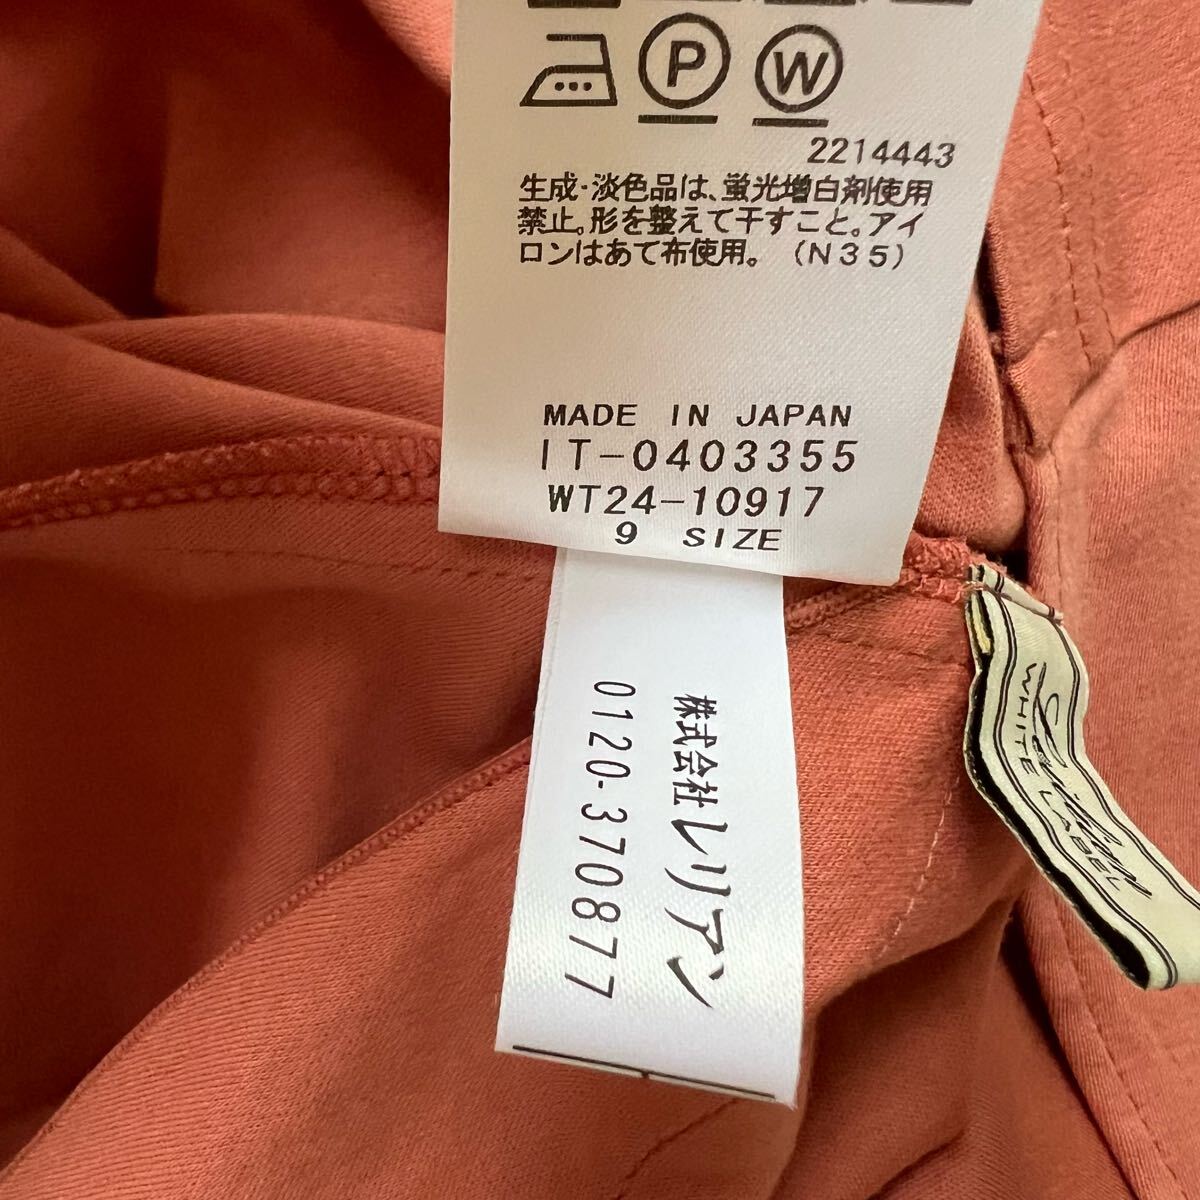 P
W
2214443
生成・淡色品は、蛍光増白剤使用
禁止。形を整えて干すこと。アイ
ロンはあて布使用。（N35）
MADE IN JAPAN
IT-0403355
WT24-10917
9 SIZE
株式会社レリアン
0120-370877
Leilian
WHITE LABEL